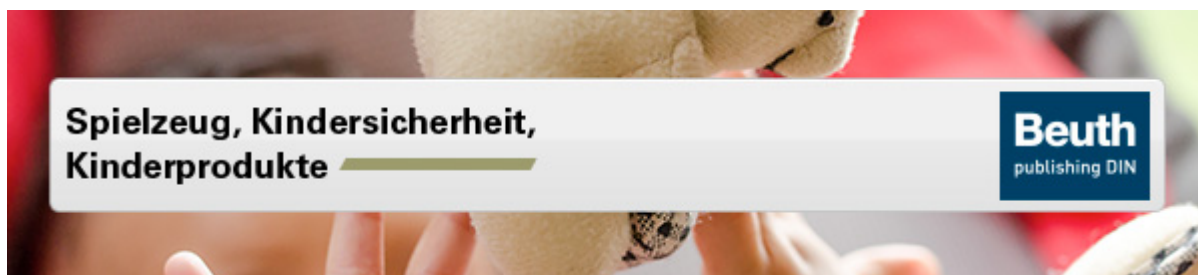 Spielzeug, Kindersicherheit,
Kinderprodukte
Beuth
publishing DIN